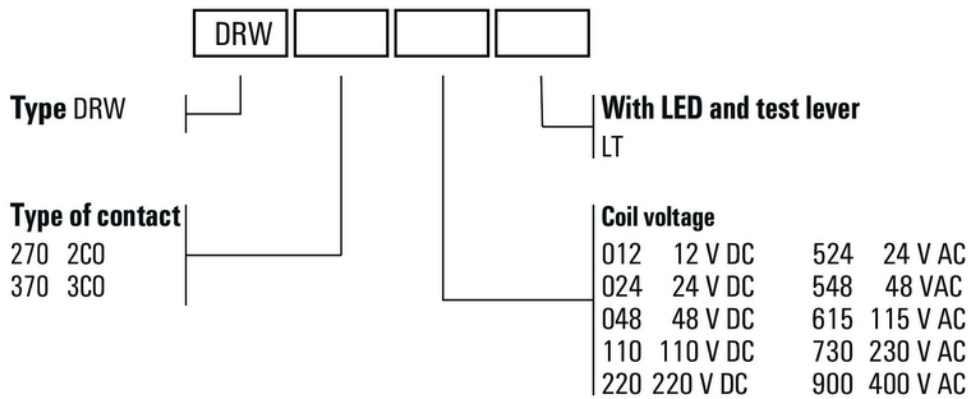 DRW
Type DRW
With LED and test lever
LT
Type of contact
270 2CO
370 3CO
Coil voltage
012 12 V DC 524 24 V AC
024 24 V DC 548 48 VAC
048 48 V DC 615 115 V AC
110 110 V DC 730 230 V AC
220 220 V DC 900 400 V AC